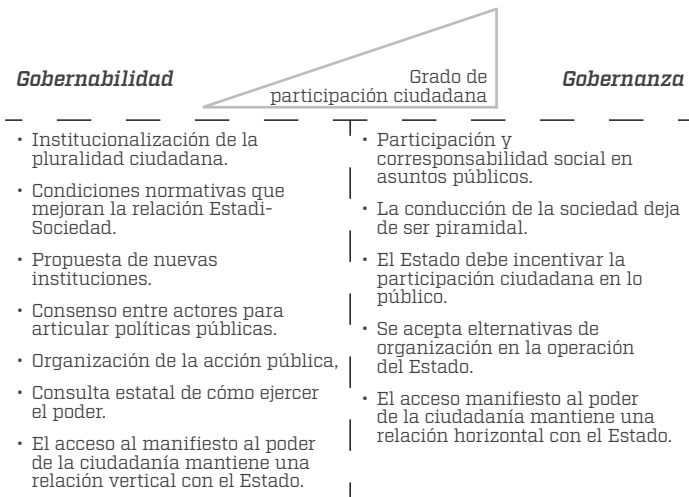 Gobernabilidad
Grado de
participación ciudadana
Gobernanza
• Institucionalización de la
pluralidad ciudadana.
• Condiciones normativas que
mejoran la relación Estadi-
Sociedad.
• Propuesta de nuevas
instituciones.
• Consenso entre actores para
articular políticas públicas.
• Organización de la acción pública,
• Consulta estatal de cómo ejercer
el poder.
• El acceso al manifiesto al poder
de la ciudadanía mantiene una
relación vertical con el Estado.
• Participación y
corresponsabilidad social en
asuntos públicos.
• La conducción de la sociedad deja
de ser piramidal.
• El Estado debe incentivar la
participación ciudadana en lo
público.
• Se acepta elternativas de
organización en la operación
del Estado.
• El acceso manifiesto al poder
de la ciudadanía mantiene una
relación horizontal con el Estado.